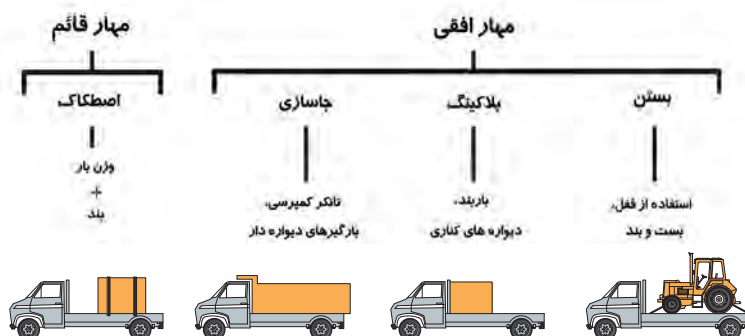 مهار افقی
مهار قائم
بستن
بلاکینگ
جاسازی
اصطکاک
استفاده از قفل،
بست و بند
باربند،
دیواره های کناری
تانکر کمپرسی،
بارگیرهای دیواره دار
وزن بار
+
بند